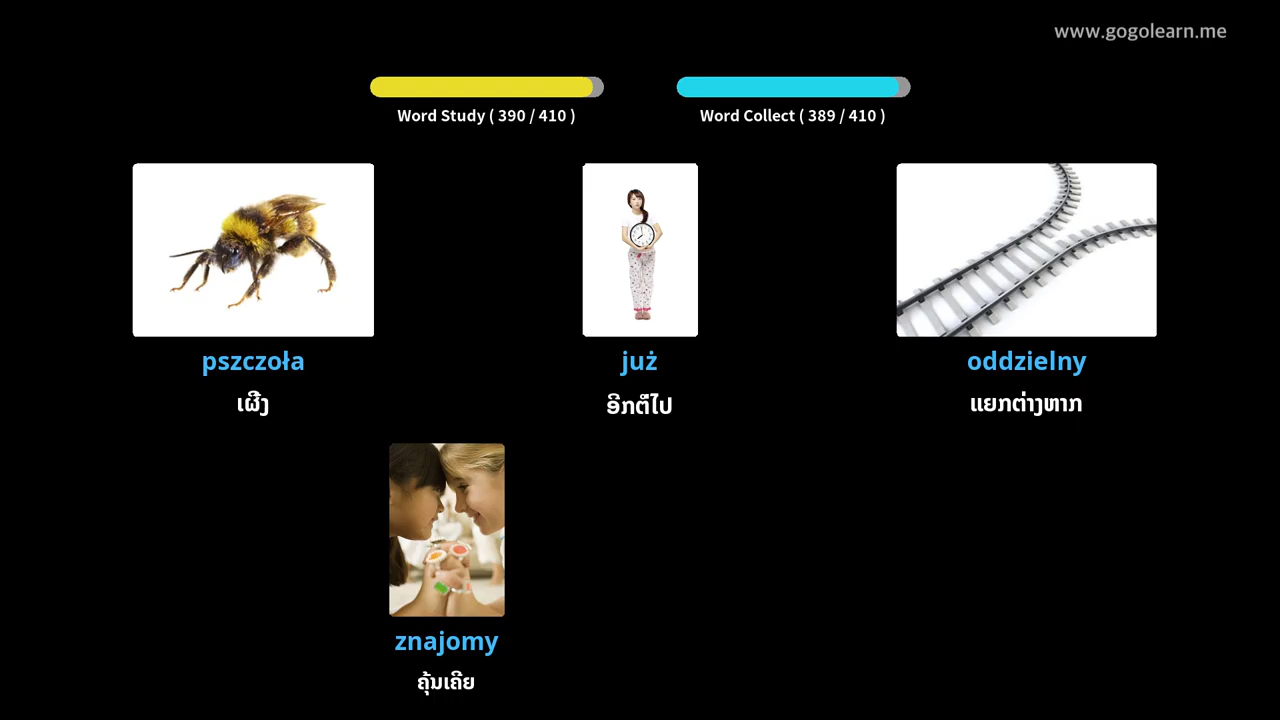 www.gogolearn.me
Word Study ( 390 / 410 )
Word Collect ( 389 / 410 )
pszczoła
już
oddzielny
ເຜີ້ງ
ອີກຕໍ່ໄປ
ແຍກຕ່າງຫາກ
znajomy
ຄຸ້ນເຄີຍ